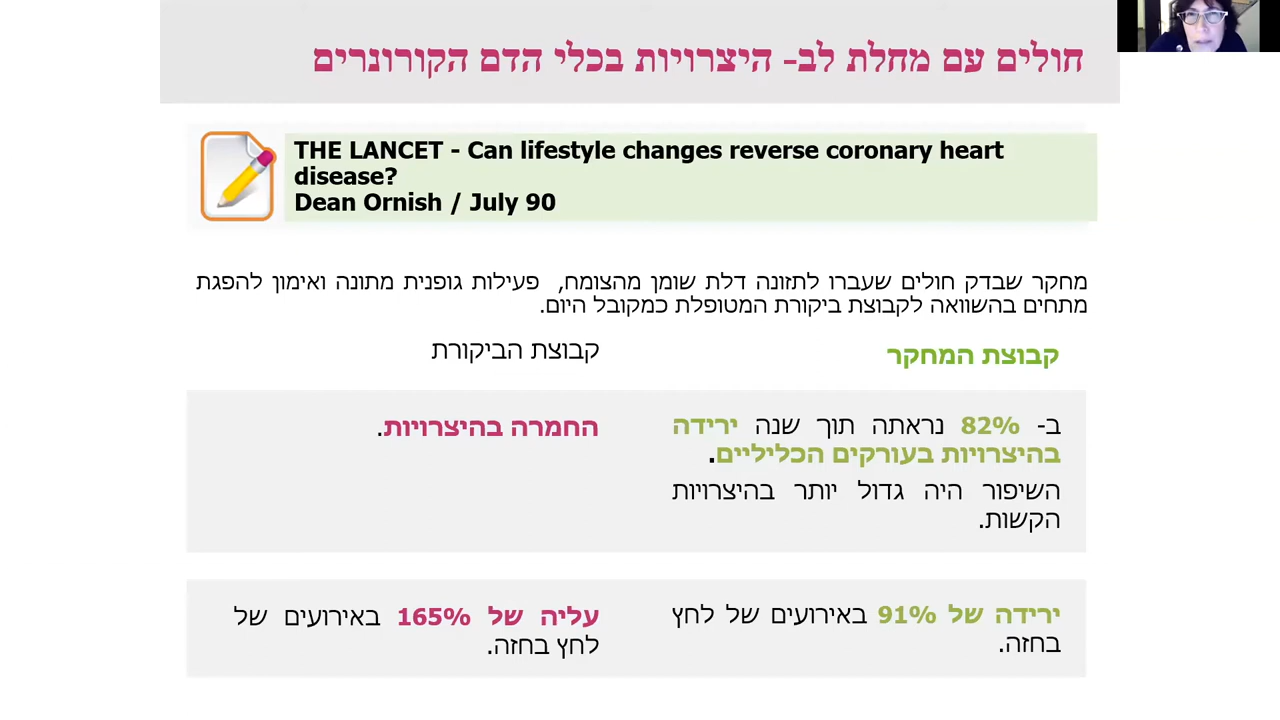 חולים עם מחלת לב- היצרויות בכלי הדם הקורונרים
THE LANCET - Can lifestyle changes reverse coronary heart
disease?
Dean Ornish / July 90
מחקר שבדק חולים שעברו לתזונה דלת שומן מהצומח, פעילות גופנית מתונה ואימון להפגת
מתחים בהשוואה לקבוצת ביקורת המטופלת כמקובל היום.
קבוצת המחקר
קבוצת הביקורת
ב- 82% נראתה תוך שנה ירידה
בהיצרויות בעורקים הכליליים.
השיפור היה גדול יותר בהיצרויות
הקשות.
החמרה בהיצרויות.
ירידה של 91% באירועים של לחץ
בחזה.
עליה של 165% באירועים של
לחץ בחזה.